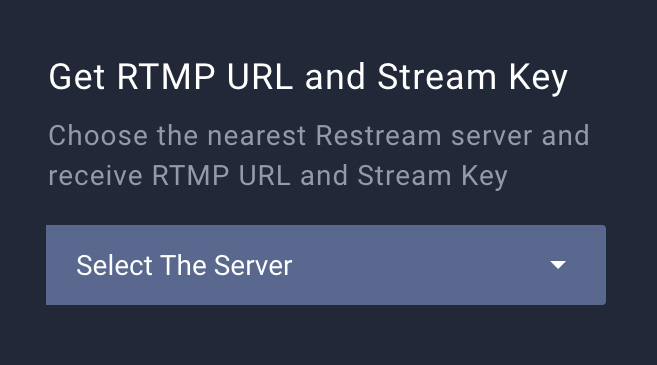 Get RTMP URL and Stream Key
Choose the nearest Restream server and
receive RTMP URL and Stream Key
Select The Server